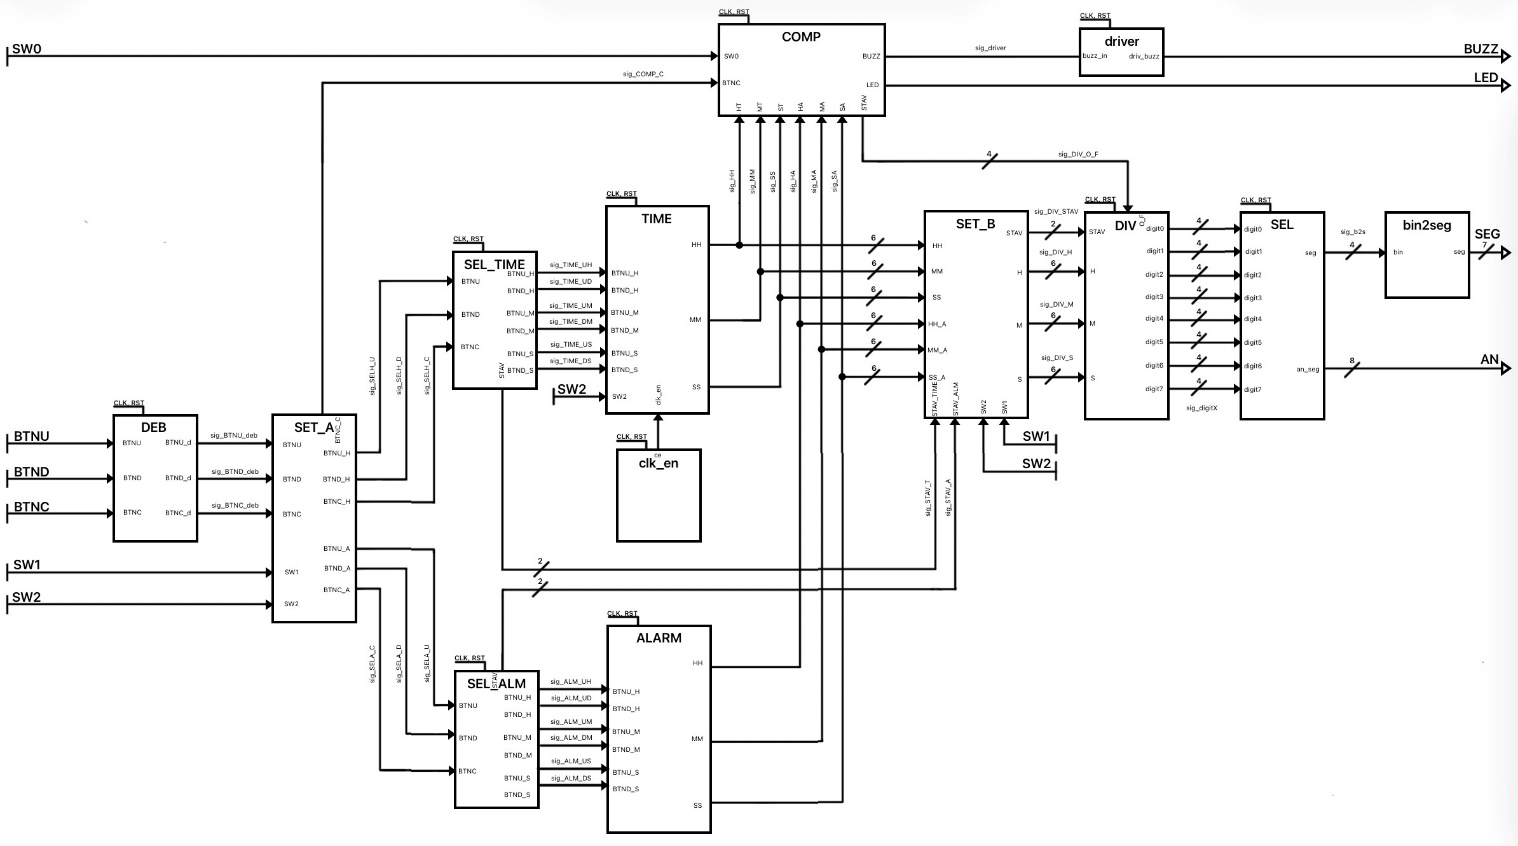 CLK, RST
COMP
SW0
BTNC
BUZZ
LED
HT
MT
ST
HA
MA
SA
STAV
SW0
sig_COMP_C
sig_driver
CLK, RST
driver
buzz_in
driv_buzz
BUZZ
LED
sig_HH
sig_MM
sig_SS
sig_HA
sig_MA
sig_SA
4
sig_DIV_O_F
CLK, RST
TIME
BTNU_H
BTND_H
BTNU_M
BTND_M
BTNU_S
BTND_S
SW2
clk_en
HH
MM
SS
SW2
CLK, RST
clk_en
ce
CLK, RST
SEL_TIME
BTNU
BTND
BTNC
BTNU_H
BTND_H
BTNU_M
BTND_M
BTNU_S
BTND_S
STAV
sig_TIME_UH
sig_TIME_UD
sig_TIME_UM
sig_TIME_DM
sig_TIME_US
sig_TIME_DS
6
6
6
6
6
6
SET_B
HH
MM
SS
HH_A
MM_A
SS_A
STAV_TIME
STAV_ALM
SW2
SW1
STAV
H
M
S
SW1
SW2
sig_STAV_T
sig_STAV_A
sig_DIV_STAV
2
sig_DIV_H
6
sig_DIV_M
6
sig_DIV_S
6
CLK, RST
DIV
O_F
STAV
H
M
S
digit0
digit1
digit2
digit3
digit4
digit5
digit6
digit7
4
4
4
4
4
4
4
4
sig_digitX
CLK, RST
SEL
digit0
digit1
digit2
digit3
digit4
digit5
digit6
digit7
seg
an_seg
sig_b2s
4
bin2seg
bin
seg
SEG
7
AN
8
BTNU
BTND
BTNC
SW1
SW2
CLK, RST
DEB
BTNU
BTND
BTNC
BTNU_d
BTND_d
BTNC_d
sig_BTNU_deb
sig_BTND_deb
sig_BTNC_deb
SET_A
BTNC_C
BTNU
BTND
BTNC
SW1
SW2
BTNU_H
BTND_H
BTNC_H
BTNU_A
BTND_A
BTNC_A
sig_SELH_U
sig_SELH_D
sig_SELH_C
sig_SELA_C
sig_SELA_D
sig_SELA_U
2
2
CLK, RST
SEL_ALM
STAV
BTNU
BTND
BTNC
BTNU_H
BTND_H
BTNU_M
BTND_M
BTNU_S
BTND_S
sig_ALM_UH
sig_ALM_UD
sig_ALM_UM
sig_ALM_DM
sig_ALM_US
sig_ALM_DS
CLK, RST
ALARM
BTNU_H
BTND_H
BTNU_M
BTND_M
BTNU_S
BTND_S
HH
MM
SS